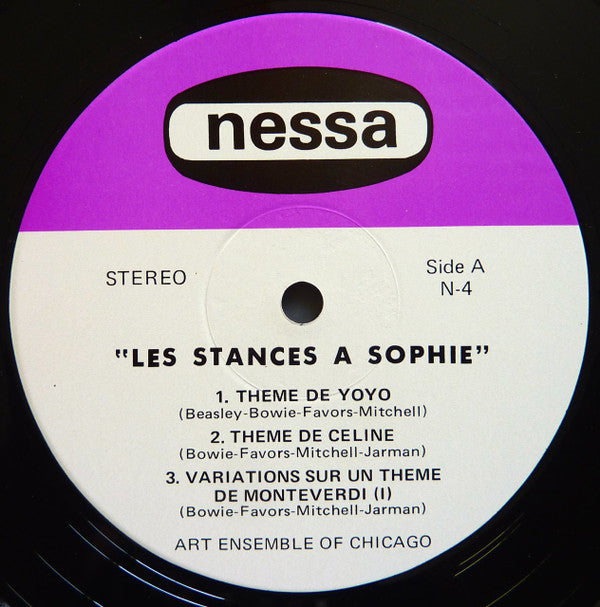 nessa
STEREO
Side A
N-4
"LES STANCES A SOPHIE"
1. THEME DE YOYO
(Beasley-Bowie-Favors-Mitchell)
2. THEME DE CELINE
(Bowie-Favors-Mitchell-Jarman)
3. VARIATIONS SUR UN THEME
DE MONTEVERDI (I)
(Bowie-Favors-Mitchell-Jarman)
ART ENSEMBLE OF CHICAGO